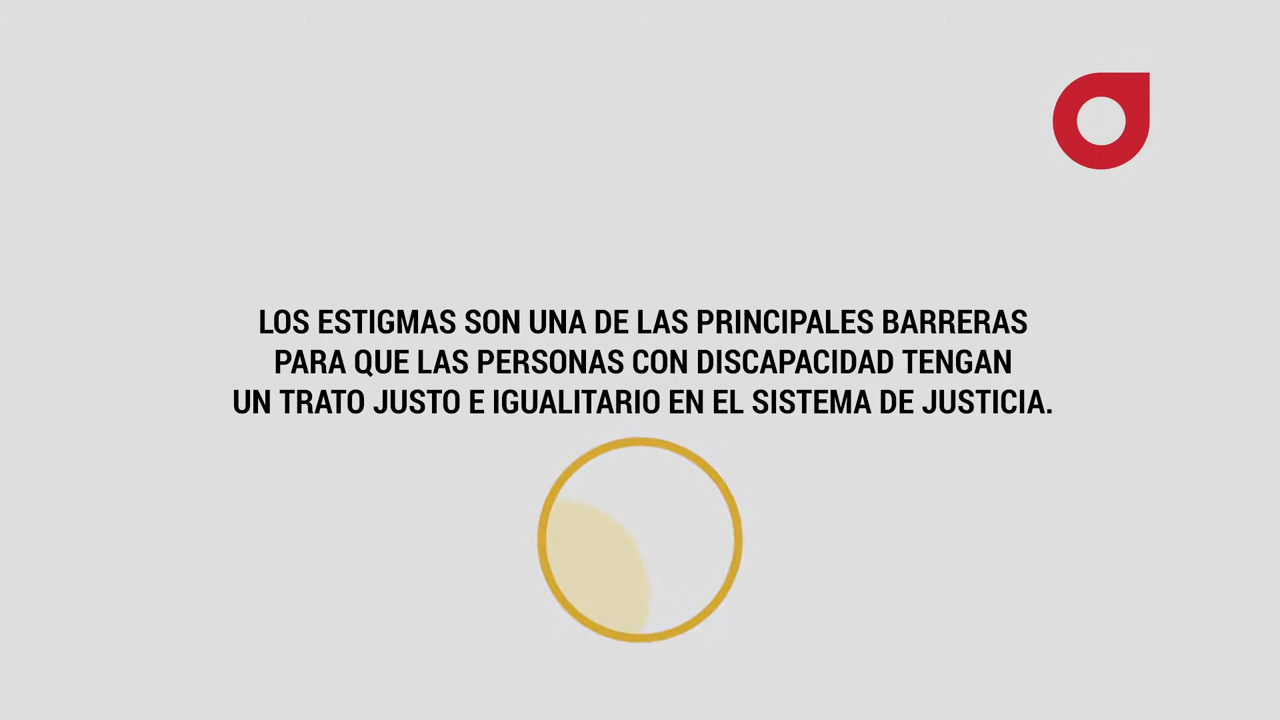 LOS ESTIGMAS SON UNA DE LAS PRINCIPALES BARRERAS
PARA QUE LAS PERSONAS CON DISCAPACIDAD TENGAN
UN TRATO JUSTO E IGUALITARIO EN EL SISTEMA DE JUSTICIA.